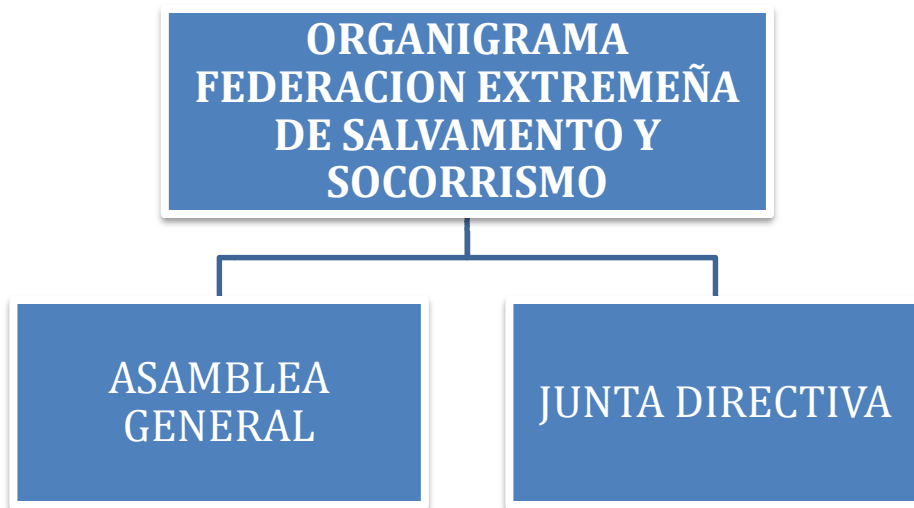 ORGANIGRAMA
FEDERACION EXTREMEÑA
DE SALVAMENTO Y
SOCORRISMO
ASAMBLEA
GENERAL
JUNTA DIRECTIVA